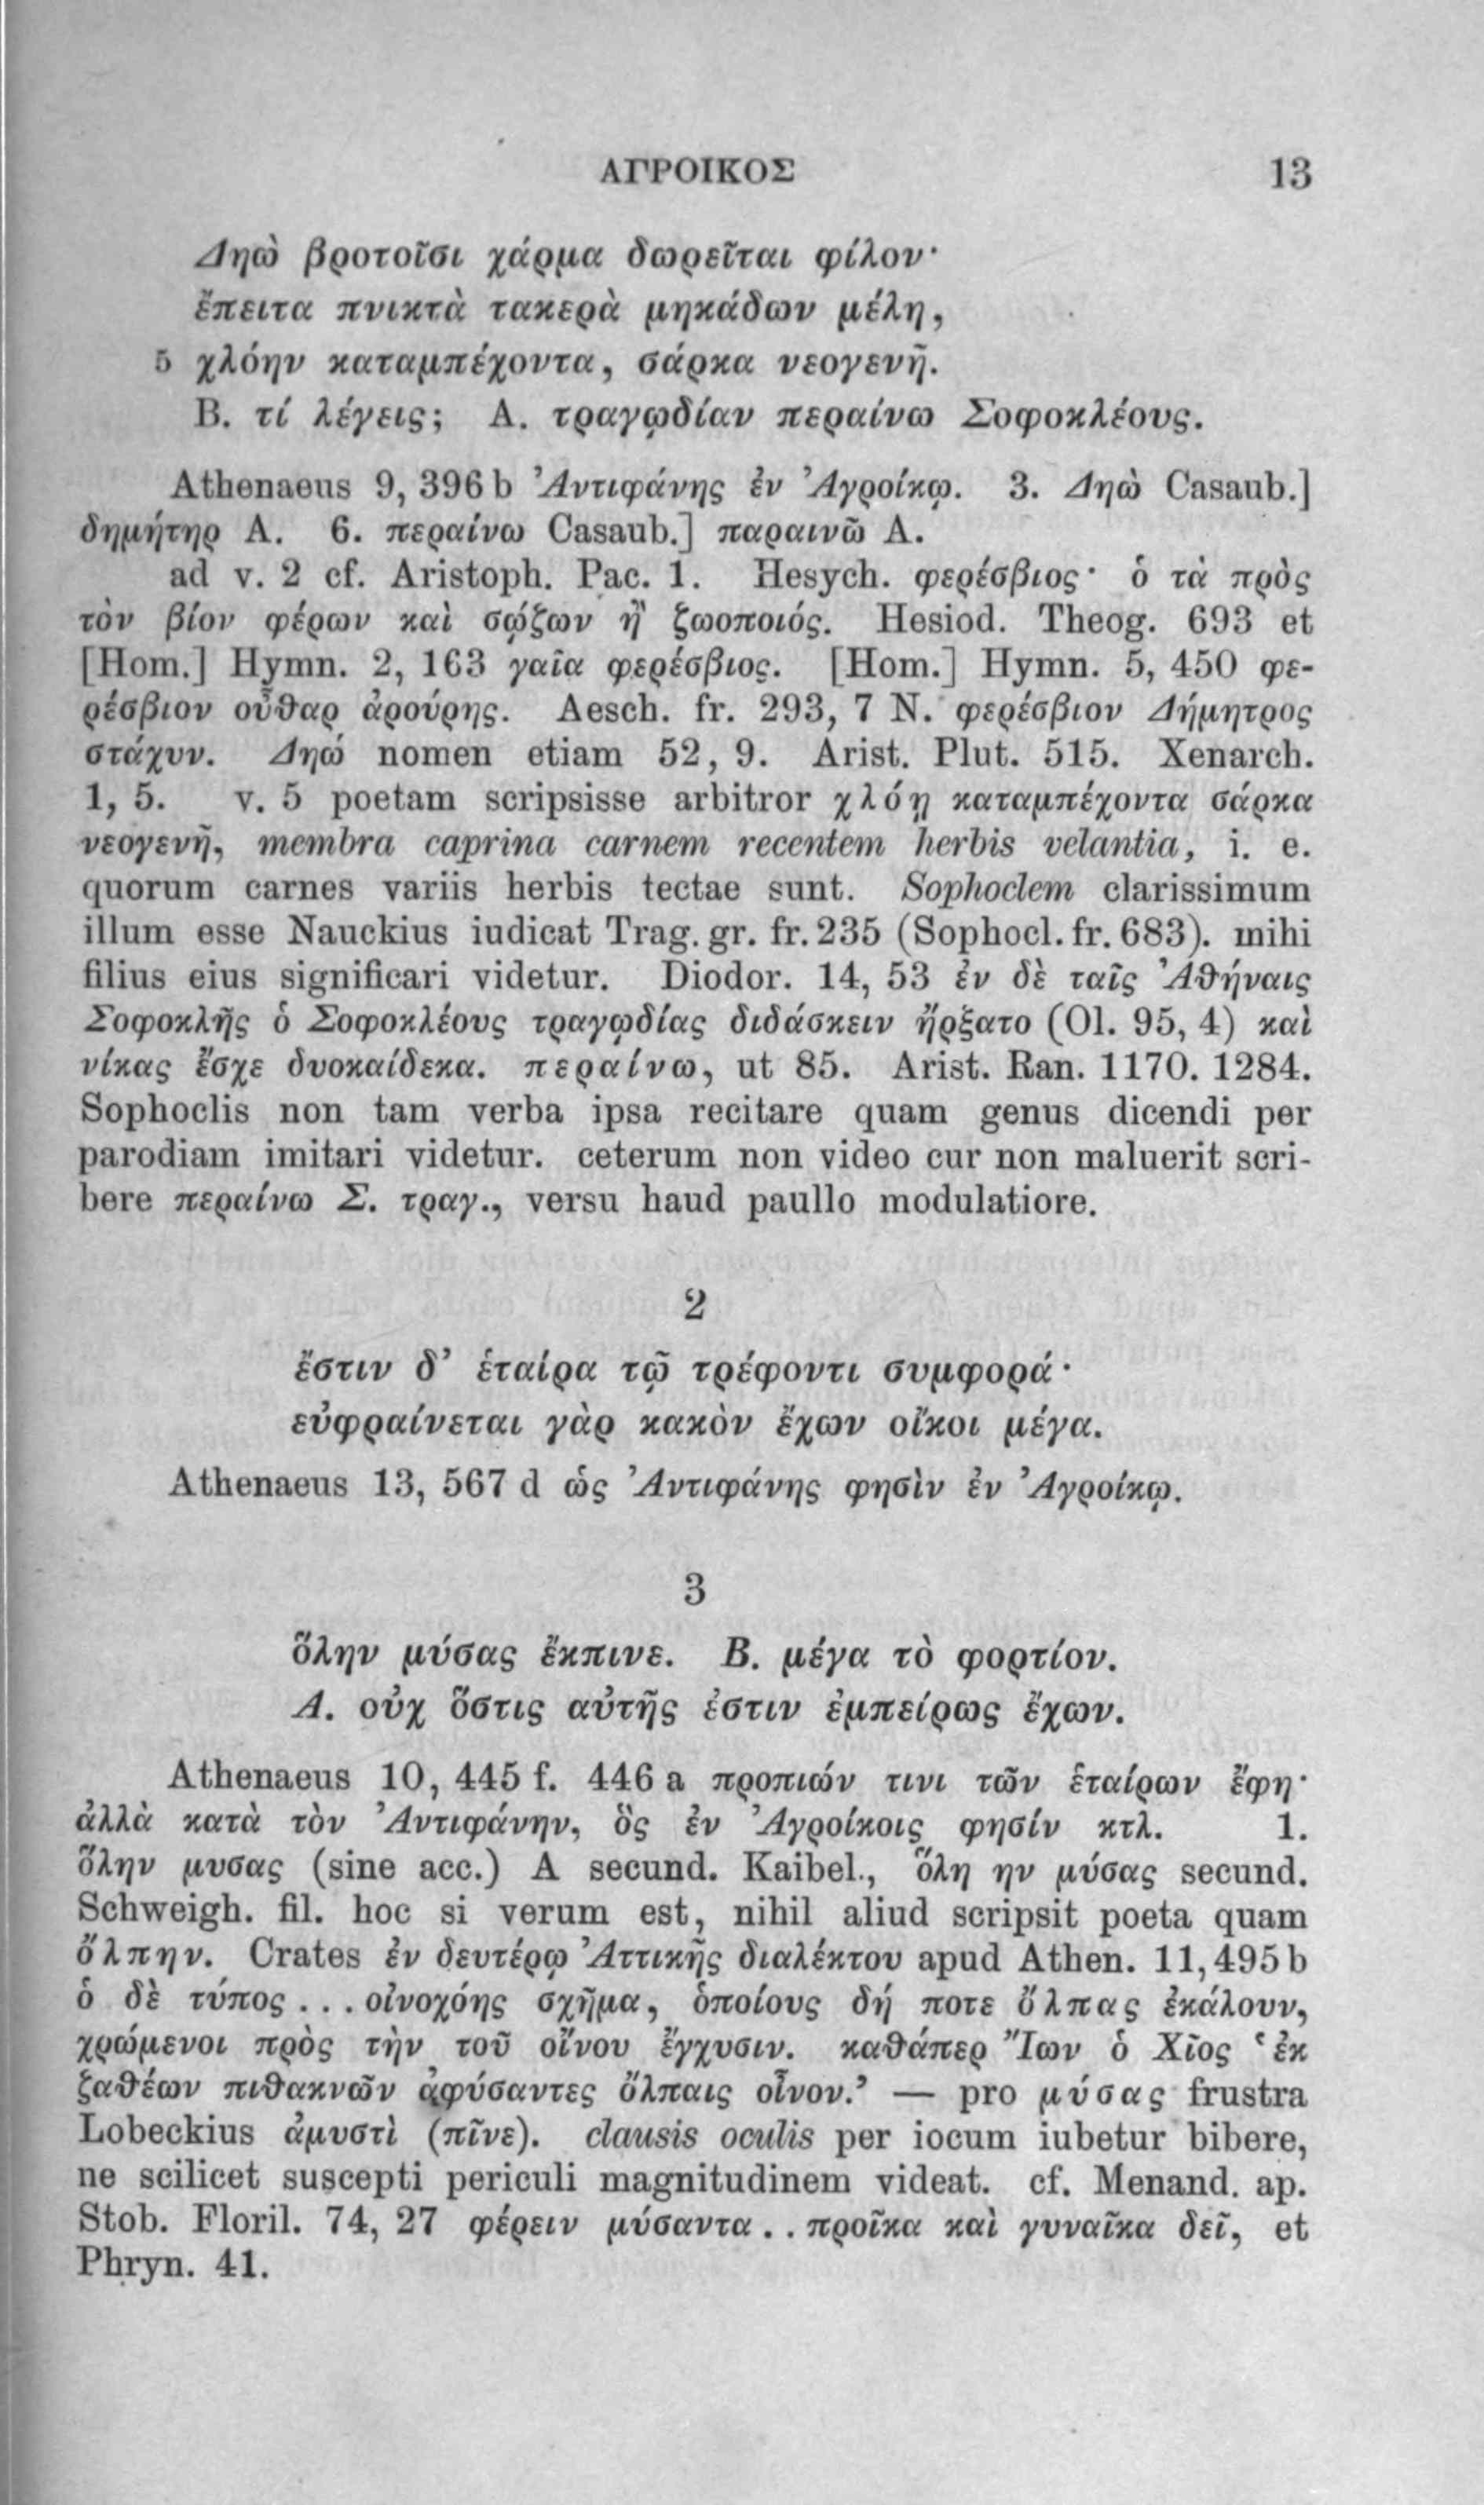 ΑΓΡΟΙΚΟΣ 13
Δηὼ βροτοῖσι χάρμα δωρεῖται φίλον·
ἔπειτα πνικτὰ τακερὰ μηκάδων μέλη,
5 χλόην καταμπέχοντα, σάρκα νεογενῆ.
Β. τί λέγεις; Α. τραγῳδίαν περαίνω Σοφοκλέους.
Athenaeus 9, 396 b Ἀντιφάνης ἐν Ἀγροίκῳ. 3. Δηὼ Casaub.]
δημήτηρ A. 6. περαίνω Casaub.] παραινῶ A.
ad v. 2 cf. Aristoph. Pac. 1. Hesych. φερέσβιος· ὁ τὰ πρὸς
τὸν βίον φέρων καὶ σῴζων ἢ ζωοποιός. Hesiod. Theog. 693 et
[Hom.] Hymn. 2, 163 γαῖα φερέσβιος. [Hom.] Hymn. 5, 450 φε-
ρέσβιον οὖθαρ ἀρούρης. Aesch. fr. 293, 7 N. φερέσβιον Δήμητρος
στάχυν. Δηώ nomen etiam 52, 9. Arist. Plut. 515. Xenarch.
1, 5. v. 5 poetam scripsisse arbitror χλόῃ καταμπέχοντα σάρκα
νεογενῆ, membra caprina carnem recentem herbis velantia, i. e.
quorum carnes variis herbis tectae sunt. Sophoclem clarissimum
illum esse Nauckius iudicat Trag. gr. fr. 235 (Sophocl. fr. 683). mihi
filius eius significari videtur. Diodor. 14, 53 ἐν δὲ ταῖς Ἀθήναις
Σοφοκλῆς ὁ Σοφοκλέους τραγῳδίας διδάσκειν ἤρξατο (Ol. 95, 4) καὶ
νίκας ἔσχε δυοκαίδεκα. περαίνω, ut 85. Arist. Ran. 1170. 1284.
Sophoclis non tam verba ipsa recitare quam genus dicendi per
parodiam imitari videtur. ceterum non video cur non maluerit scri-
bere περαίνω Σ. τραγ., versu haud paullo modulatiore.
2
ἔστιν δ’ ἑταίρα τῷ τρέφοντι συμφορά·
εὐφραίνεται γὰρ κακὸν ἔχων οἴκοι μέγα.
Athenaeus 13, 567 d ὡς Ἀντιφάνης φησὶν ἐν Ἀγροίκῳ.
3
ὅλην μύσας ἔκπινε. Β. μέγα τὸ φορτίον.
Α. οὐχ ὅστις αὐτῆς ἐστιν ἐμπείρως ἔχων.
Athenaeus 10, 445 f. 446 a προπιών τινι τῶν ἑταίρων ἔφη·
ἀλλὰ κατὰ τὸν Ἀντιφάνην, ὃς ἐν Ἀγροίκοις φησίν κτλ. 1.
ὅλην μυσας (sine acc.) A secund. Kaibel., ὅλη ην μύσας secund.
Schweigh. fil. hoc si verum est, nihil aliud scripsit poeta quam
ὄλπην. Crates ἐν δευτέρῳ Ἀττικῆς διαλέκτου apud Athen. 11, 495 b
ὁ δὲ τύπος ... οἰνοχόης σχῆμα, ὁποίους δή ποτε ὄλπας ἐκάλουν,
χρώμενοι πρὸς τὴν τοῦ οἴνου ἔγχυσιν. καθάπερ Ἴων ὁ Χῖος ‘ἐκ
ζαθέων πιθακνῶν ἀφύσαντες ὄλπαις οἶνον.’ — pro μύσας frustra
Lobeckius ἀμυστὶ (πῖνε). clausis oculis per iocum iubetur bibere,
ne scilicet suscepti periculi magnitudinem videat. cf. Menand. ap.
Stob. Floril. 74, 27 φέρειν μύσαντα .. προῖκα καὶ γυναῖκα δεῖ, et
Phryn. 41.